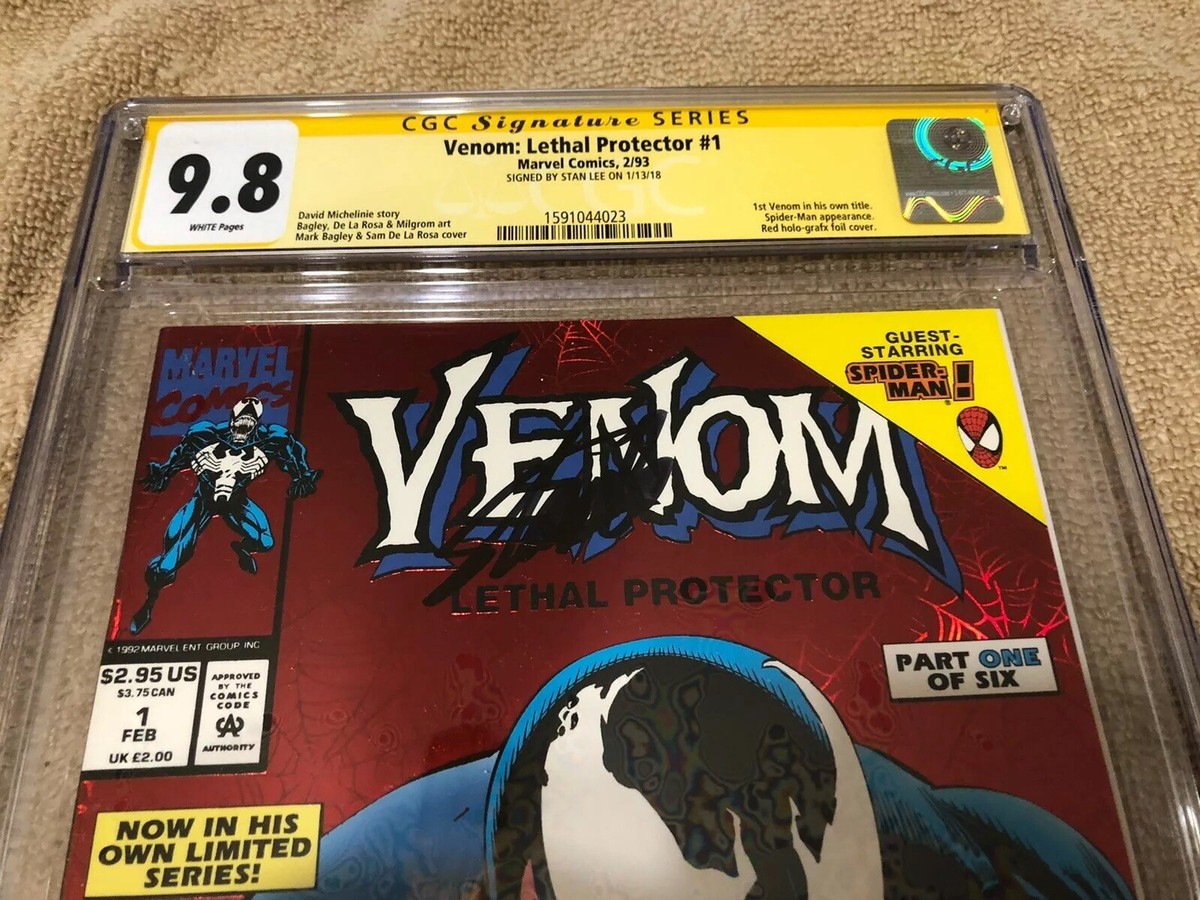 CGC Signature SERIES
Venom: Lethal Protector #1
Marvel Comics, 2/93
SIGNED BY STAN LEE ON 1/13/18
9.8
WHITE Pages
David Michelinie story
Bagley, De La Rosa & Milgrom art
Mark Bagley & Sam De La Rosa cover
1591044023
1st Venom in his own title.
Spider-Man appearance.
Red holo-grafx foil cover.
CGC
MARVEL
COMICS
VENOM
LETHAL PROTECTOR
GUEST-
STARRING
SPIDER-
MAN!
® 
TM
© 1992 MARVEL ENT GROUP INC
$2.95 US
$3.75 CAN
1
FEB
UK £2.00
APPROVED
BY THE
COMICS
CODE
CA
AUTHORITY
PART ONE
OF SIX
NOW IN HIS
OWN LIMITED
SERIES!